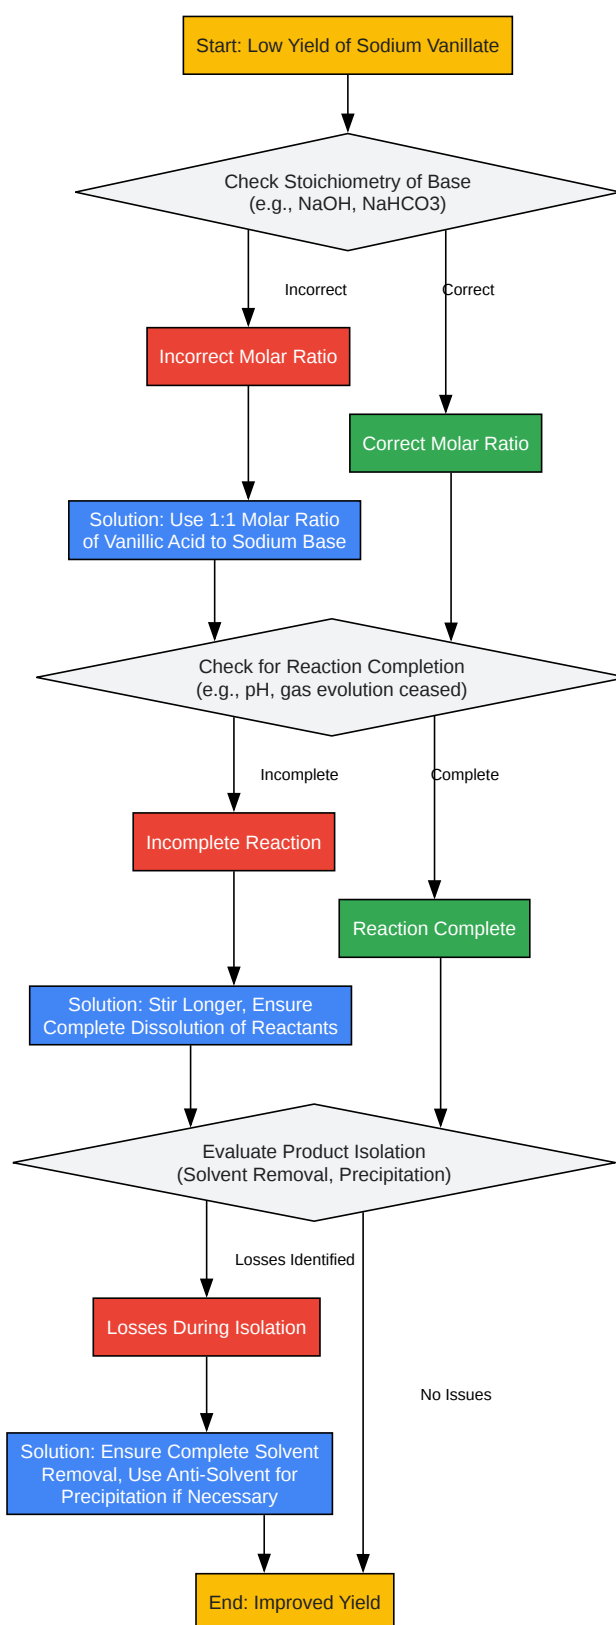 Start: Low Yield of Sodium Vanillate
Check Stoichiometry of Base
(e.g., NaOH, NaHCO3)
Incorrect
Correct
Incorrect Molar Ratio
Correct Molar Ratio
Solution: Use 1:1 Molar Ratio
of Vanillic Acid to Sodium Base
Check for Reaction Completion
(e.g., pH, gas evolution ceased)
Incomplete
Complete
Incomplete Reaction
Reaction Complete
Solution: Stir Longer, Ensure
Complete Dissolution of Reactants
Evaluate Product Isolation
(Solvent Removal, Precipitation)
Losses Identified
Losses During Isolation
No Issues
Solution: Ensure Complete Solvent
Removal, Use Anti-Solvent for
Precipitation if Necessary
End: Improved Yield